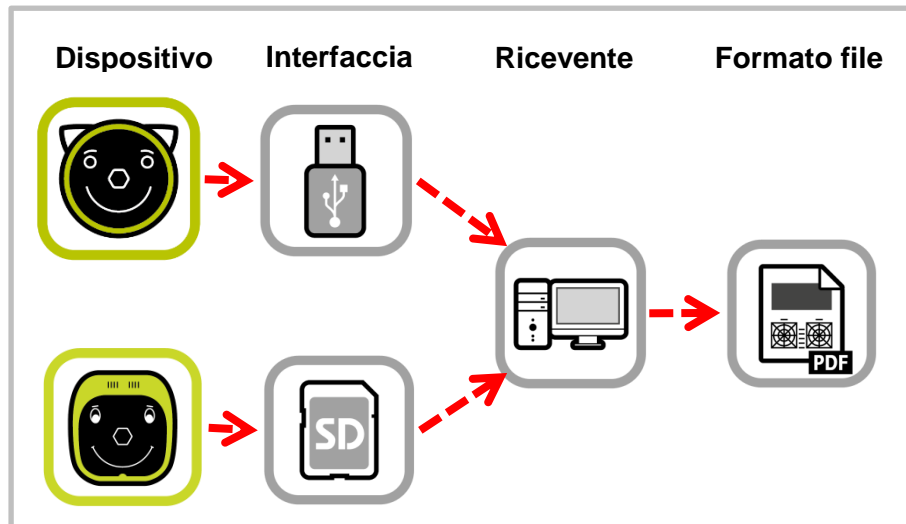 Dispositivo Interfaccia Ricevente Formato file
SD
PDF